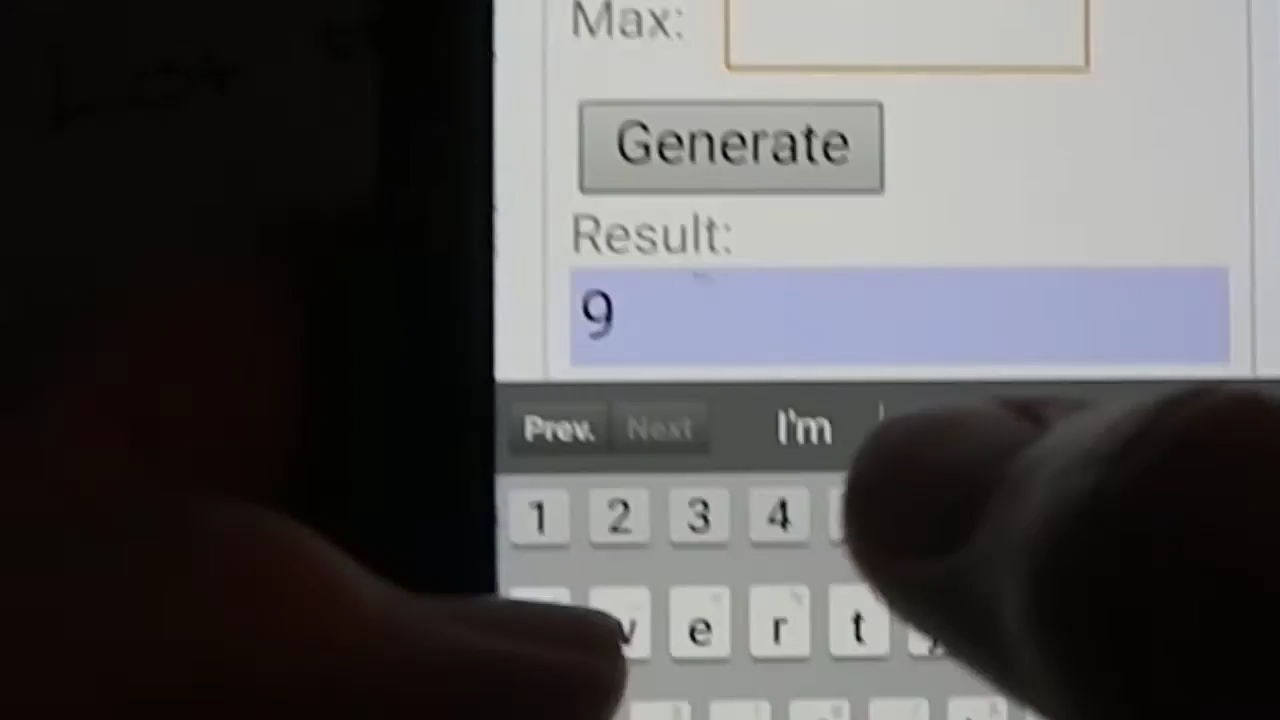 Max:
Generate
Result:
9
Prev. Next I'm
1 2 3 4
e r t